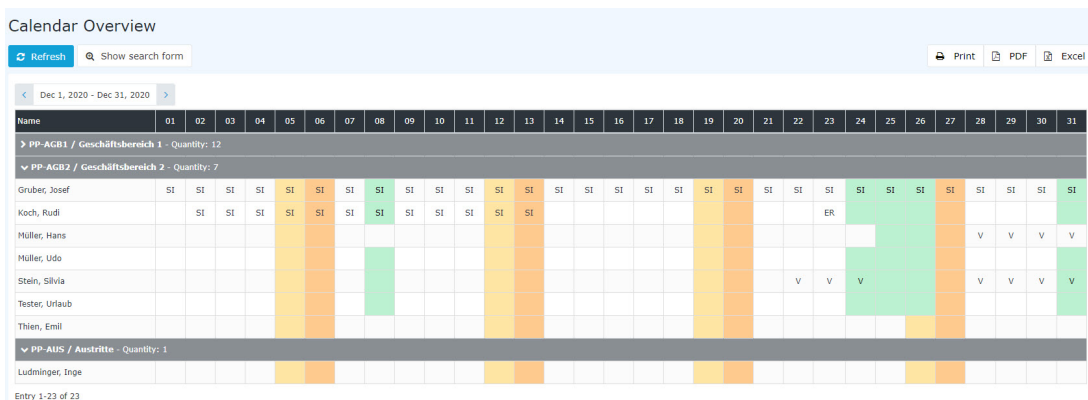 Calendar Overview
Refresh Show search form Print PDF Excel
Dec 1, 2020 - Dec 31, 2020
Name 01 02 03 04 05 06 07 08 09 10 11 12 13 14 15 16 17 18 19 20 21 22 23 24 25 26 27 28 29 30 31
PP-AGB1 / Geschäftsbereich 1 - Quantity: 12
PP-AGB2 / Geschäftsbereich 2 - Quantity: 7
Gruber, Josef SI SI SI SI SI SI SI SI SI SI SI SI SI SI SI SI SI SI SI SI SI SI SI SI SI SI SI SI SI SI SI
Koch, Rudi SI SI SI SI SI SI SI SI SI SI SI SI ER
Müller, Hans V V V V
Müller, Udo
Stein, Silvia V V V V V V V
Tester, Urlaub
Thien, Emil
PP-AUS / Austritte - Quantity: 1
Ludminger, Inge
Entry 1-23 of 23